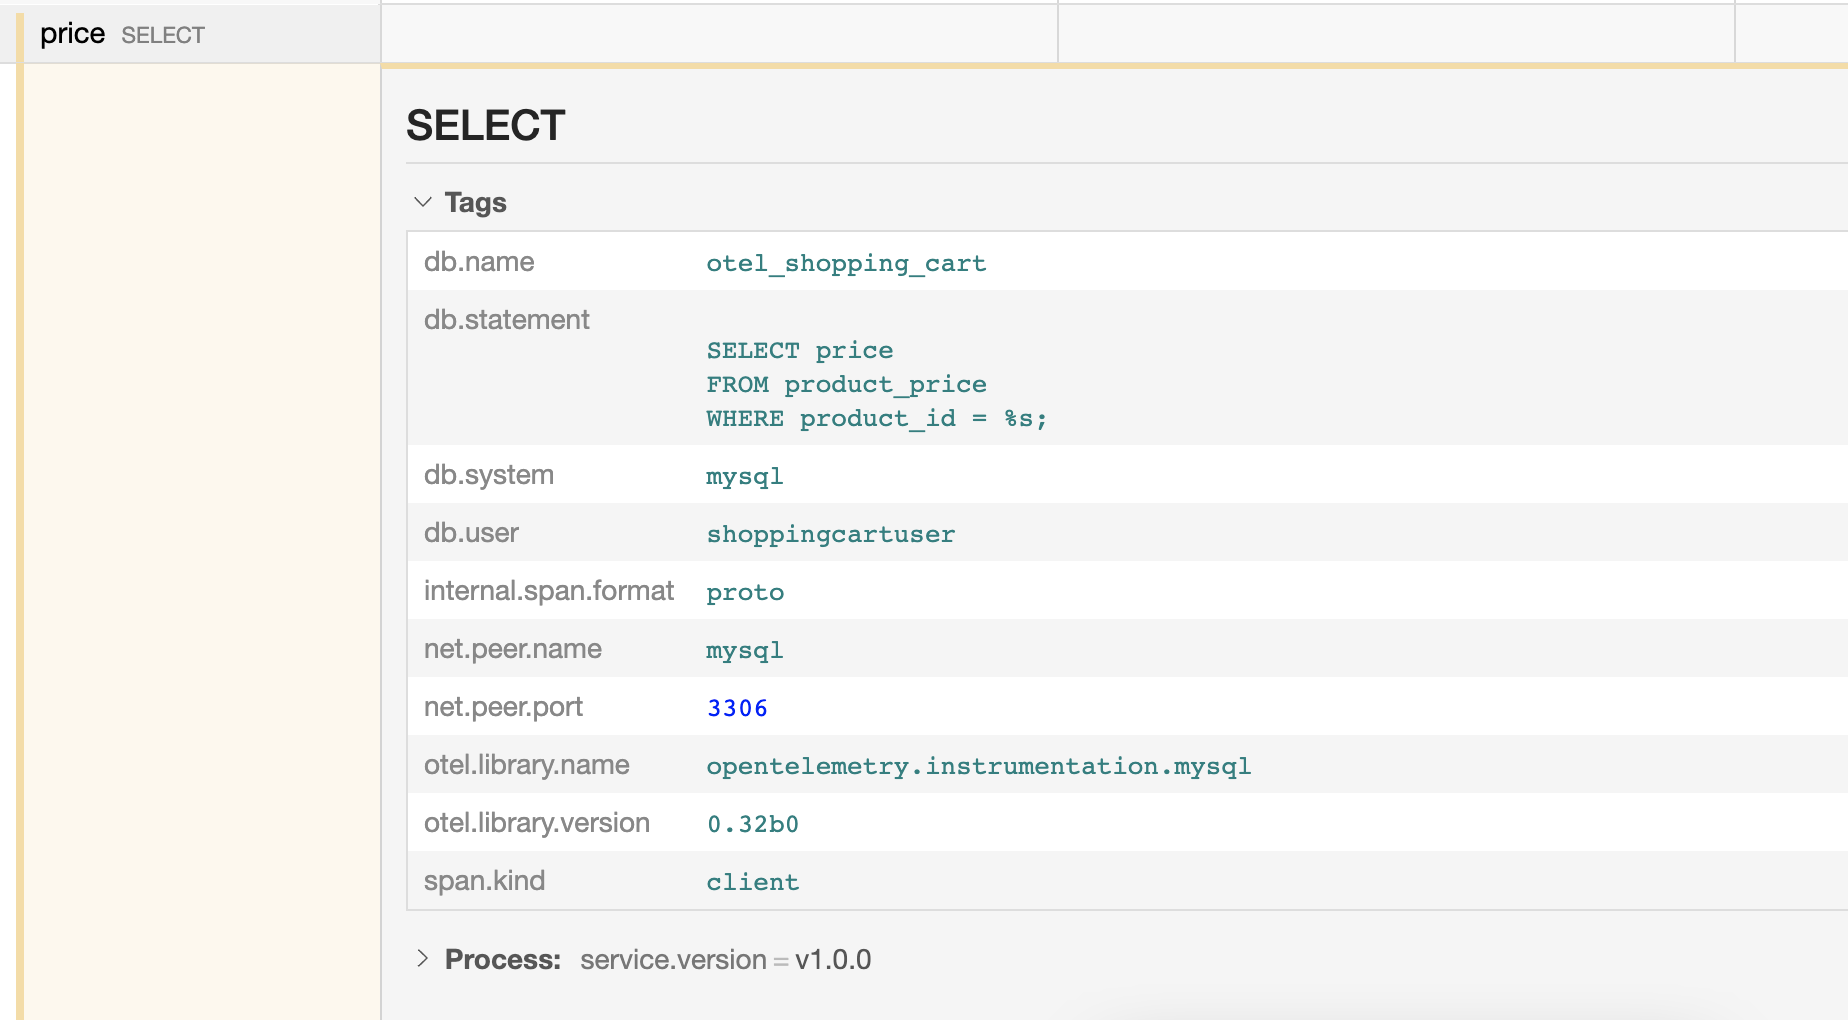 price SELECT
SELECT
Tags
db.name otel_shopping_cart
db.statement
SELECT price
FROM product_price
WHERE product_id = %s;
db.system mysql
db.user shoppingcartuser
internal.span.format proto
net.peer.name mysql
net.peer.port 3306
otel.library.name opentelemetry.instrumentation.mysql
otel.library.version 0.32b0
span.kind client
Process: service.version = v1.0.0